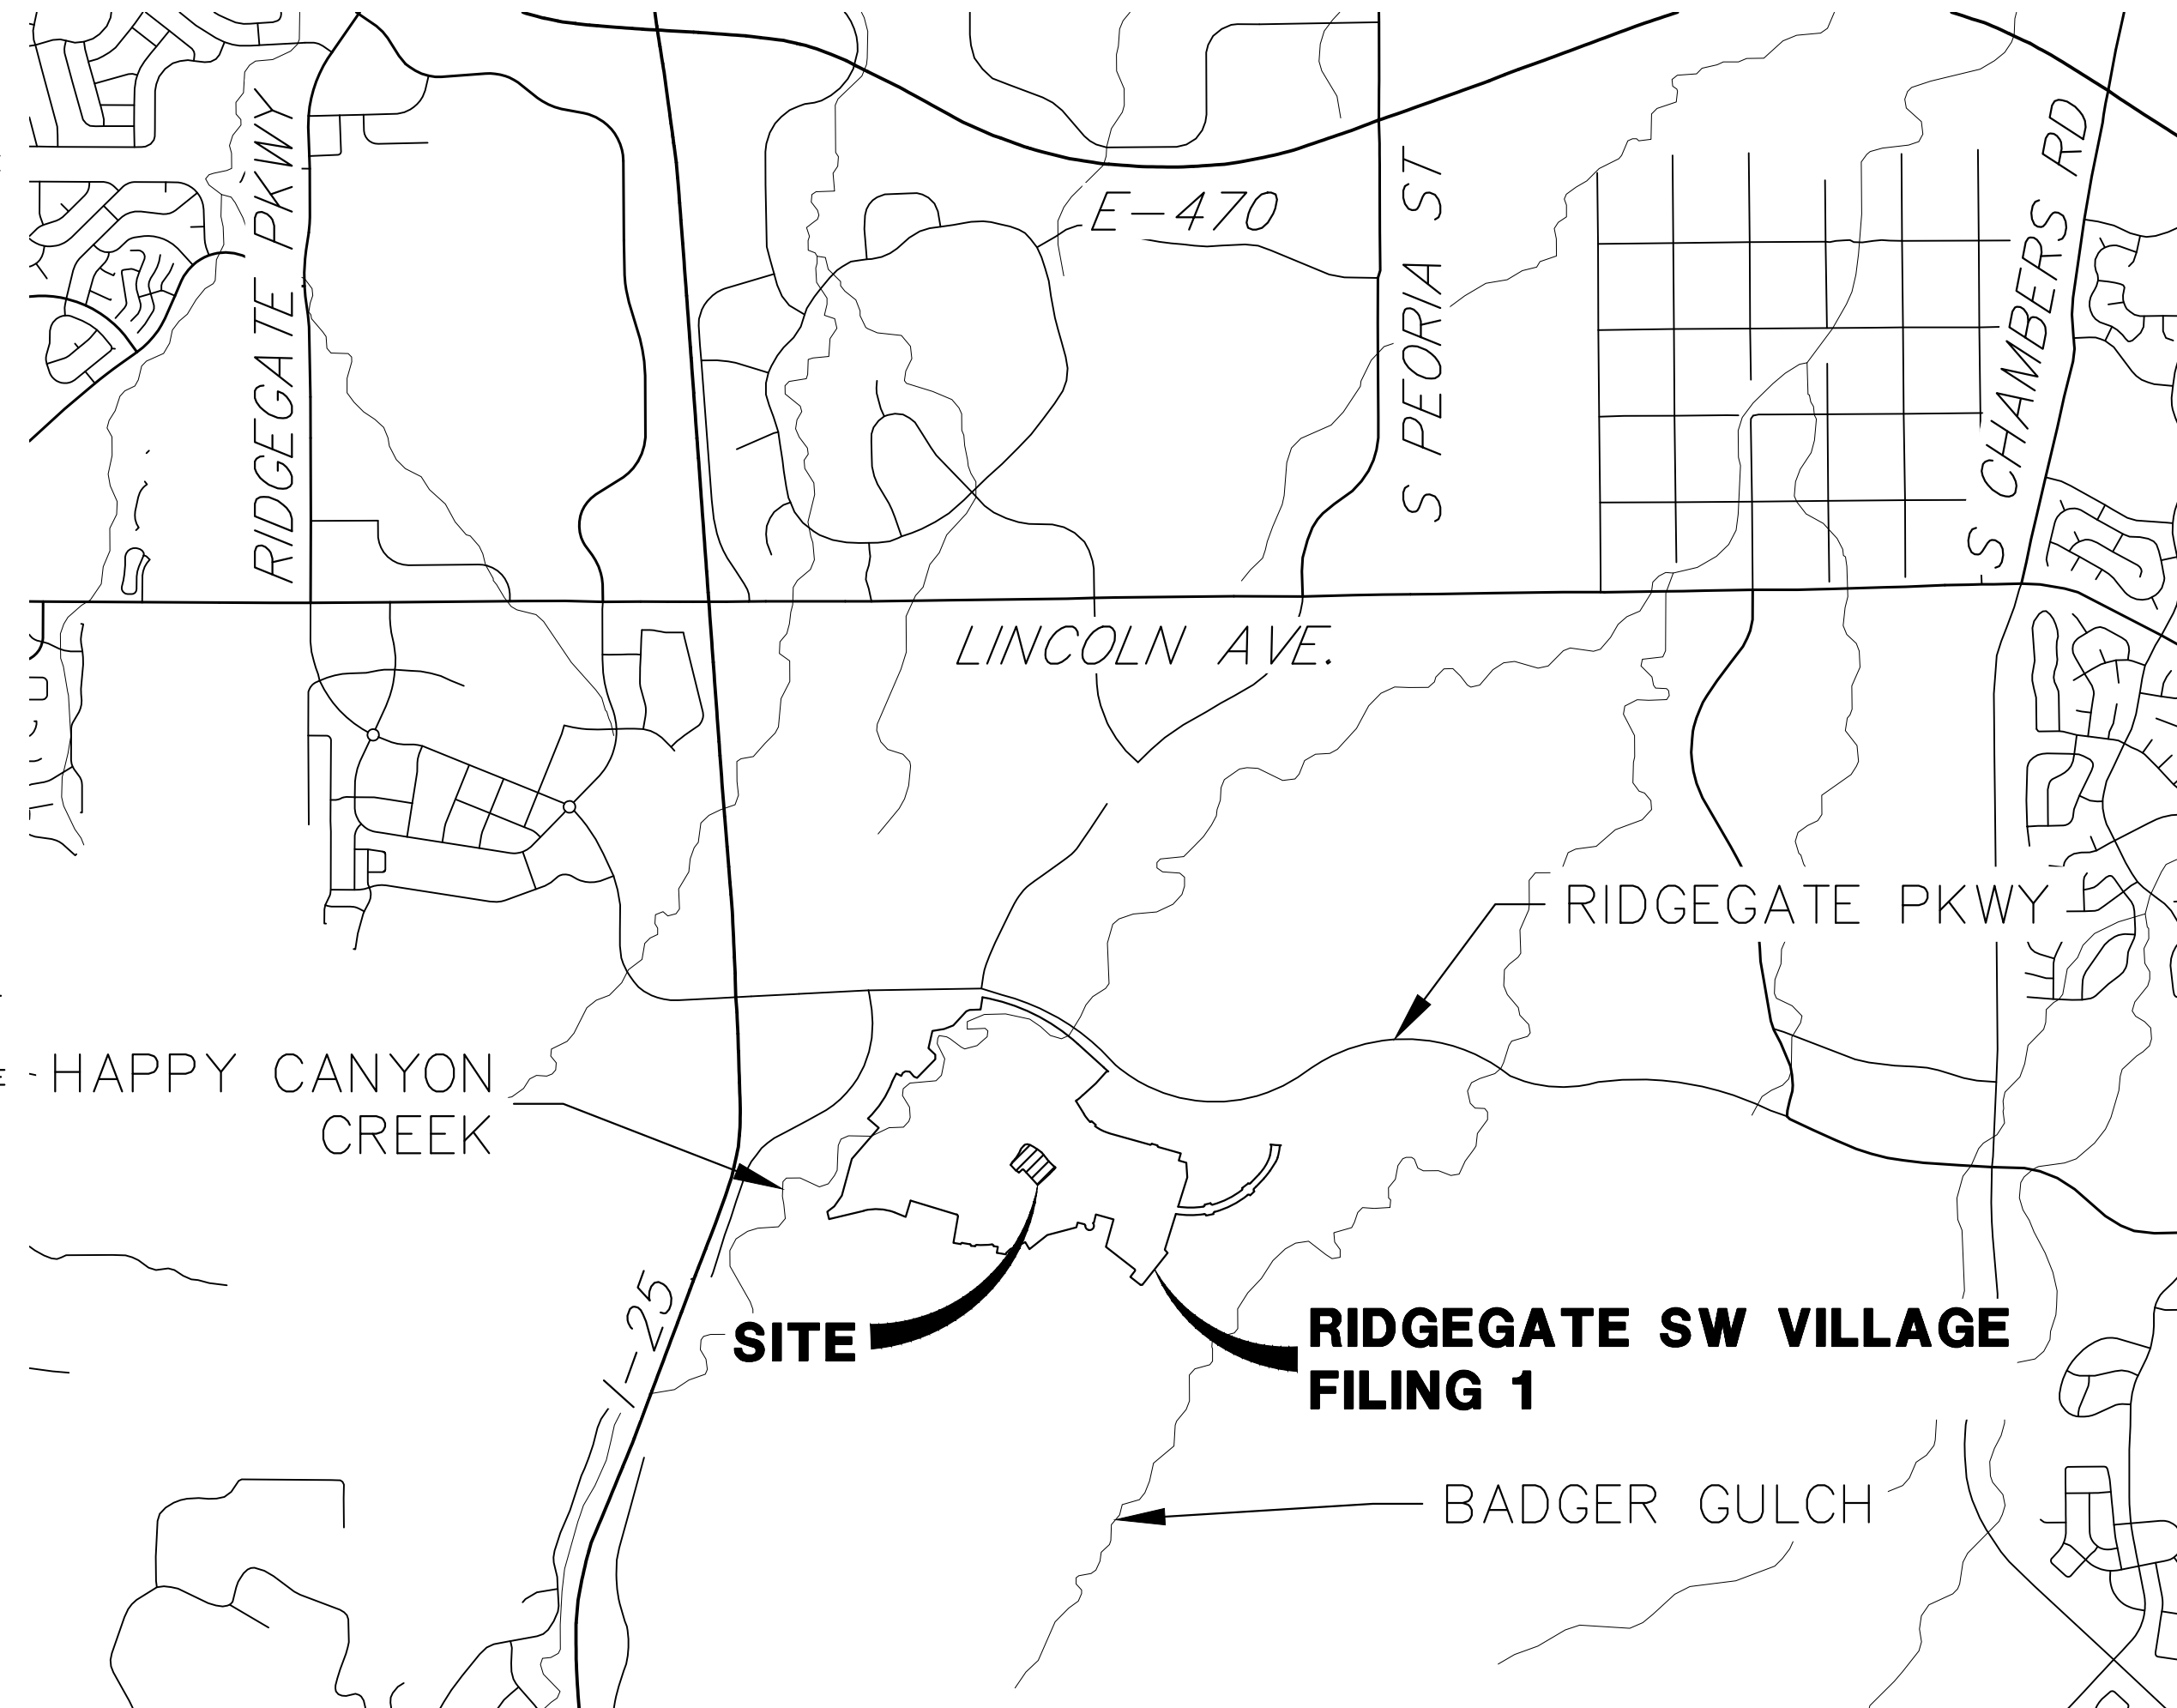 RIDGEGATE PKWY
E-470
S PEORIA ST
S CHAMBERS RD
LINCOLN AVE.
RIDGEGATE PKWY
HAPPY CANYON
CREEK
I-25
SITE
RIDGEGATE SW VILLAGE
FILING 1
BADGER GULCH